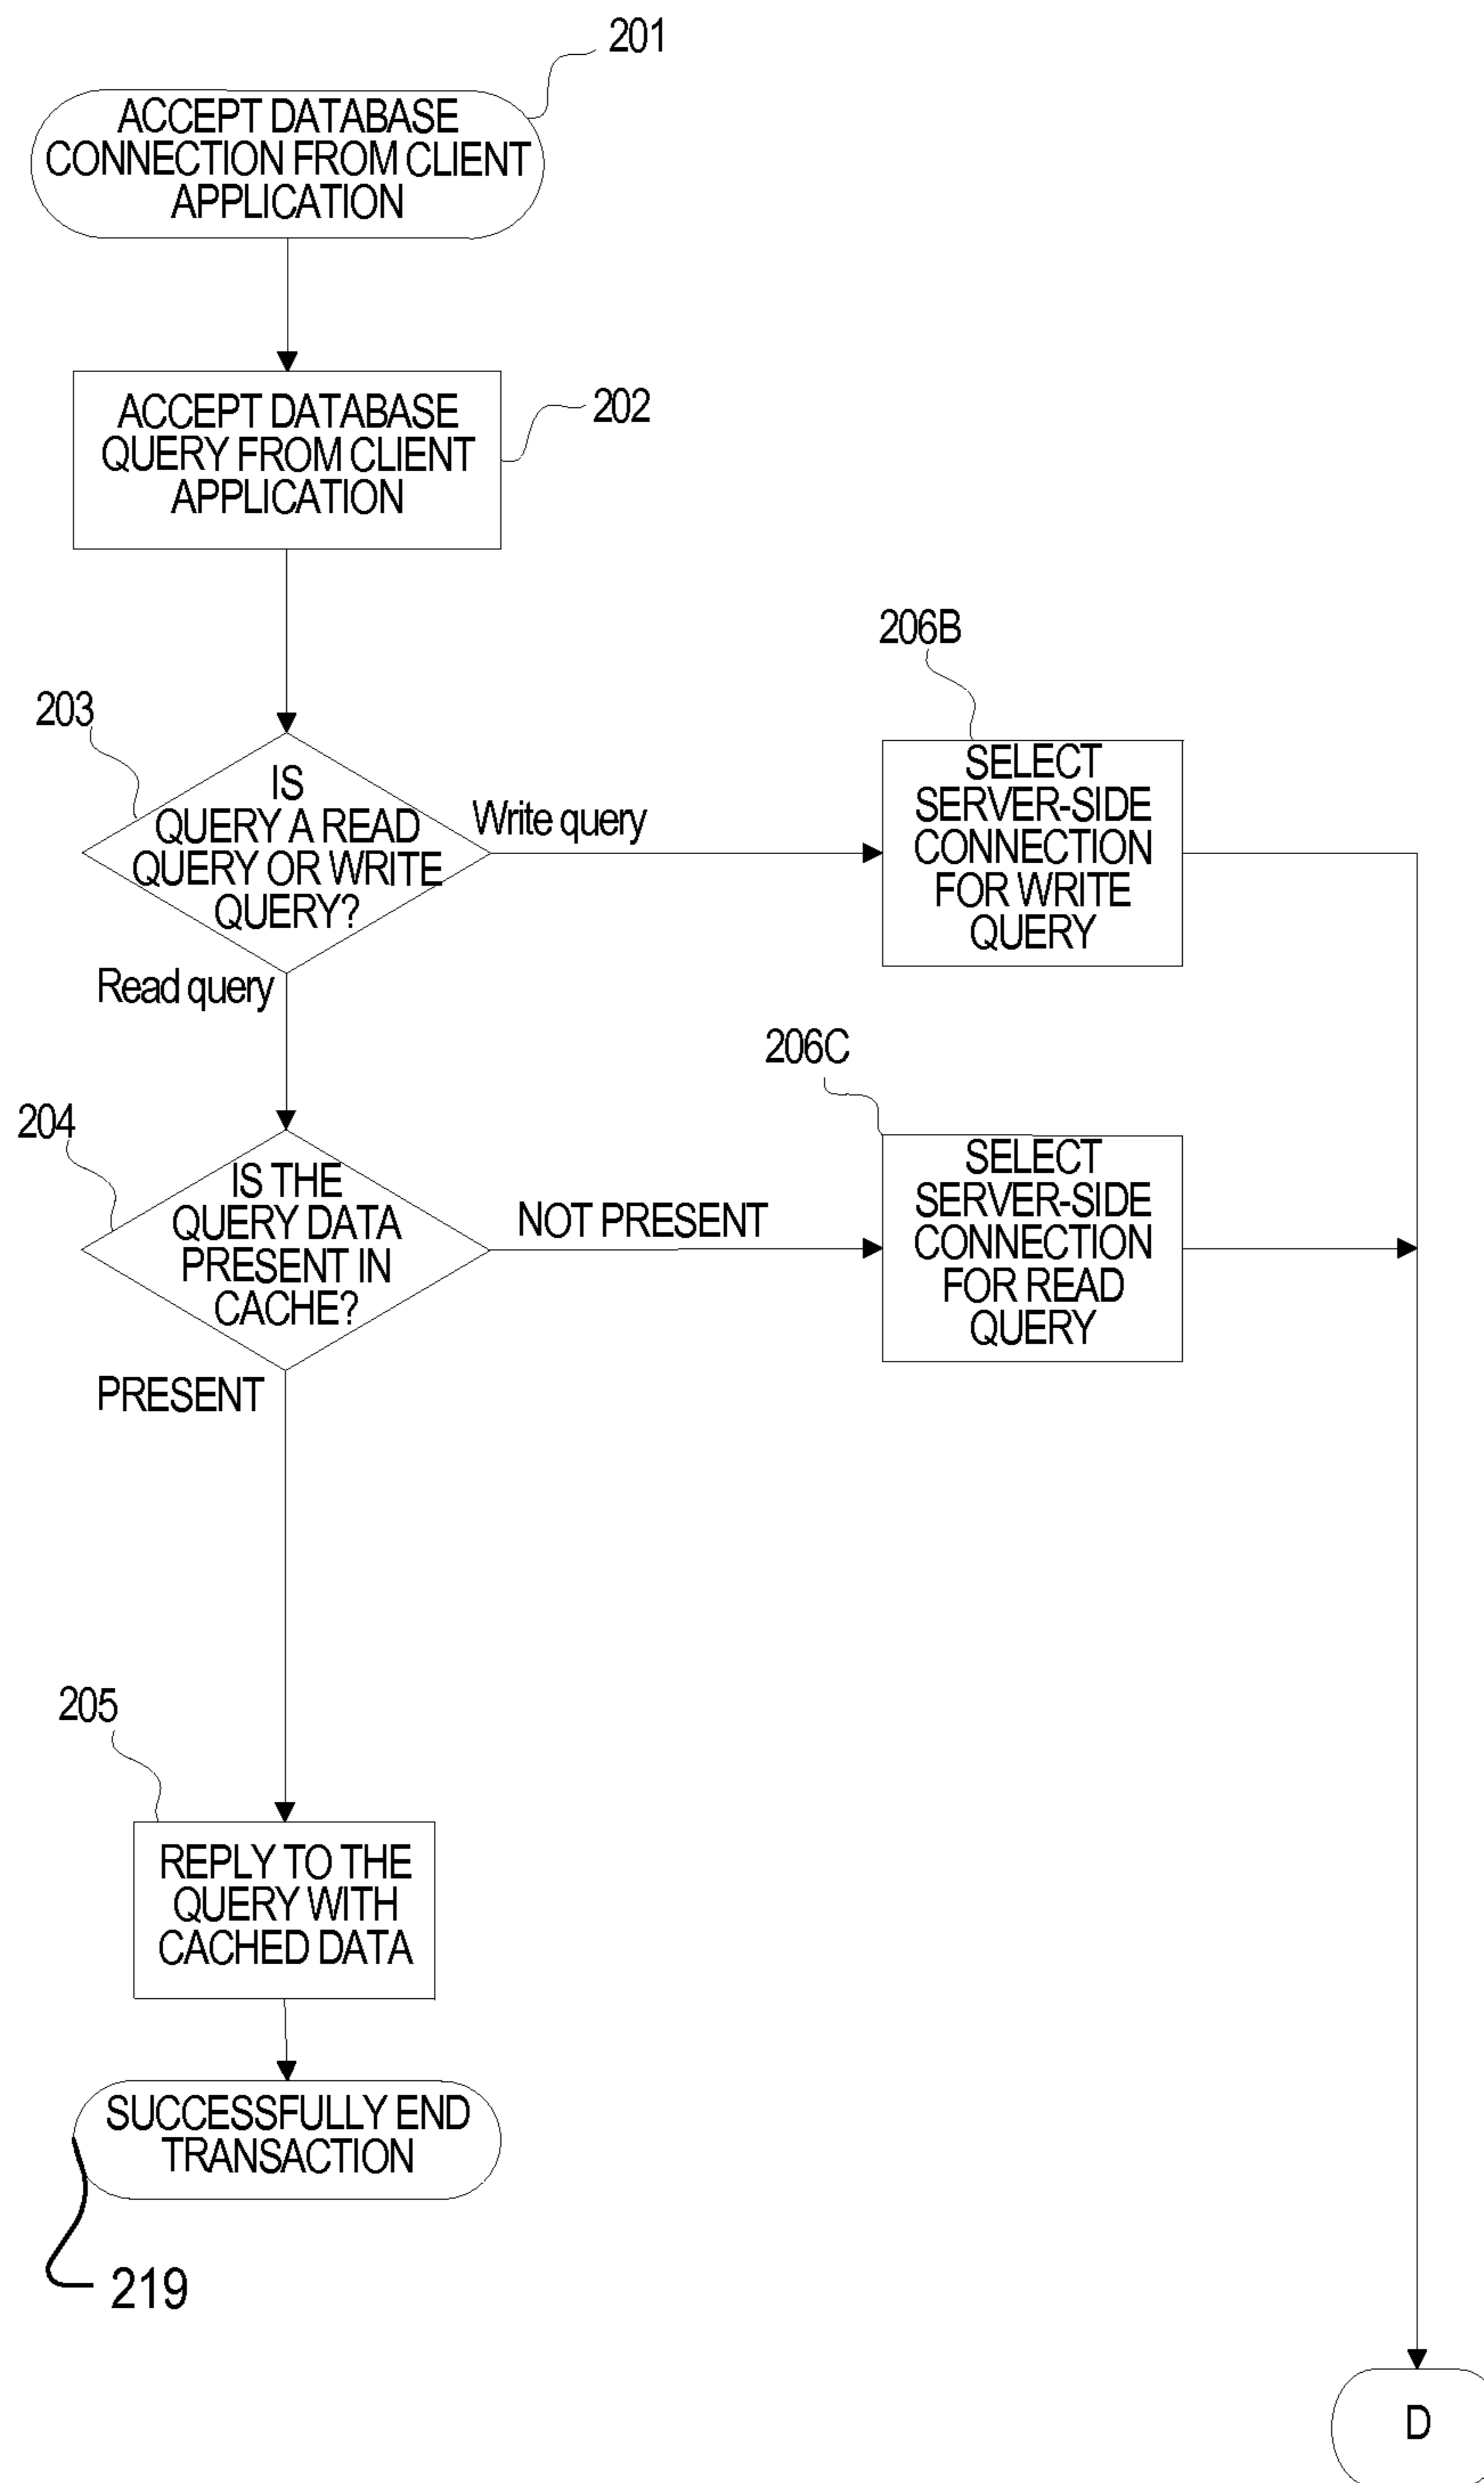 201
ACCEPT DATABASE
CONNECTION FROM CLIENT
APPLICATION
ACCEPT DATABASE
QUERY FROM CLIENT
APPLICATION
202
203
IS
QUERY A READ
QUERY OR WRITE
QUERY?
Write query
Read query
206B
SELECT
SERVER-SIDE
CONNECTION
FOR WRITE
QUERY
204
IS THE
QUERY DATA
PRESENT IN
CACHE?
NOT PRESENT
PRESENT
206C
SELECT
SERVER-SIDE
CONNECTION
FOR READ
QUERY
205
REPLY TO THE
QUERY WITH
CACHED DATA
SUCCESSFULLY END
TRANSACTION
219
D